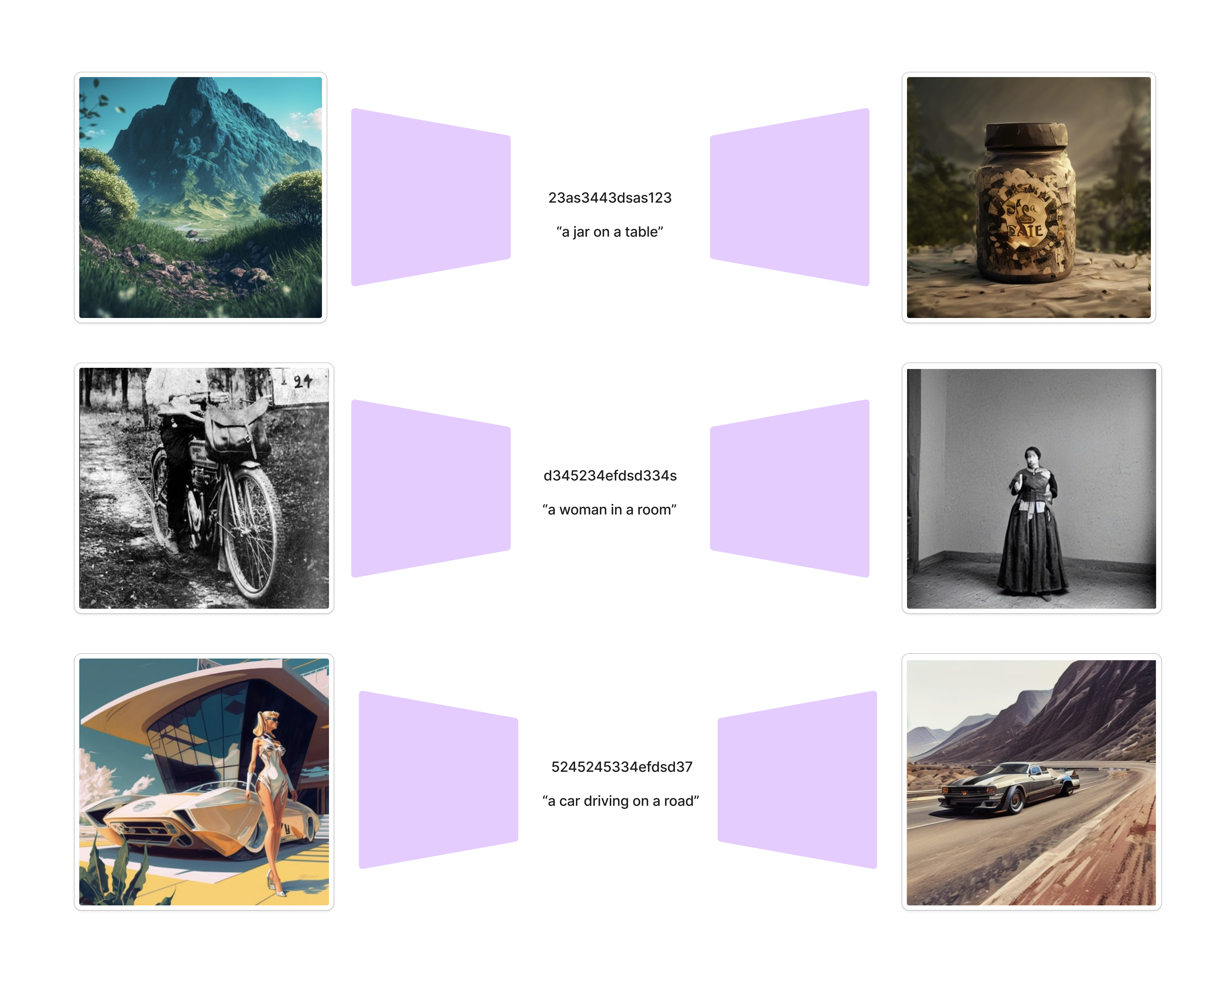 23as3443dsas123
“a jar on a table”
24
d345234efdsd334s
“a woman in a room”
5245245334efdsd37
“a car driving on a road”